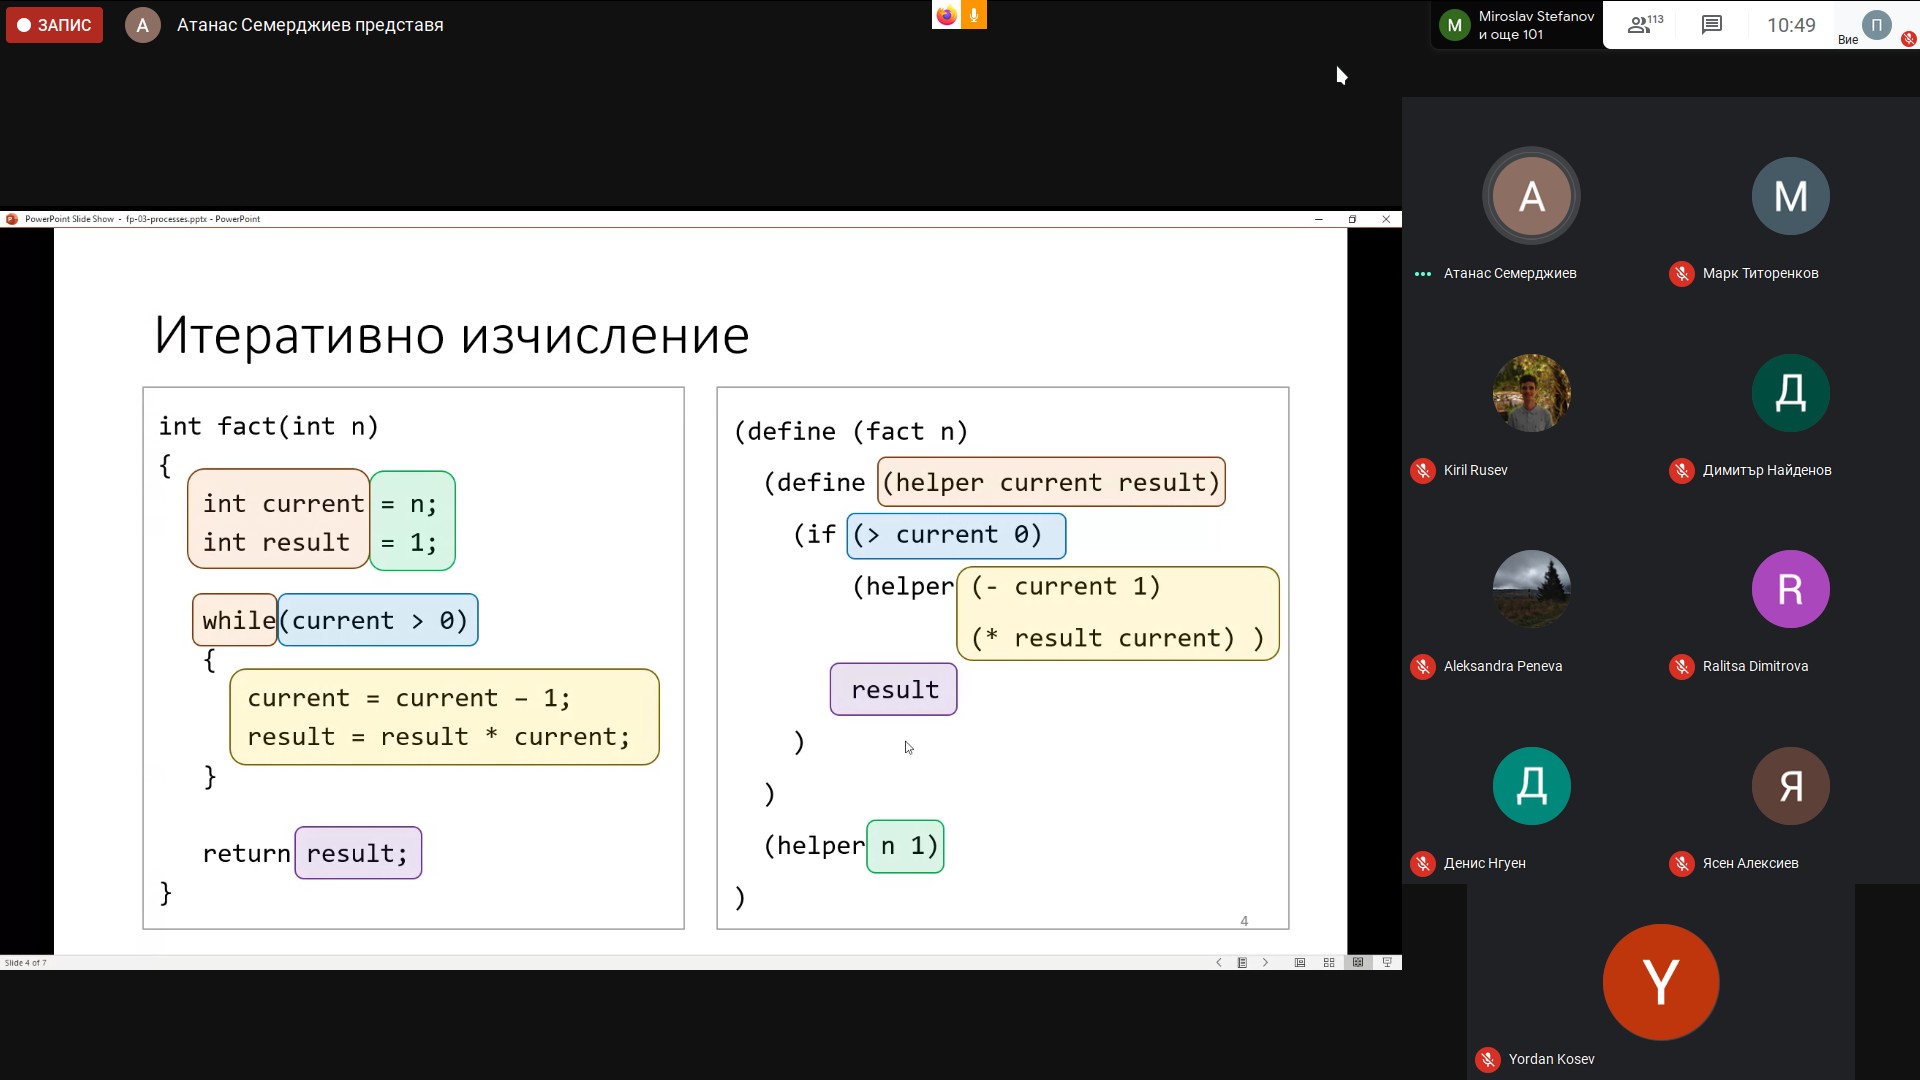 ЗАПИС
А
Атанас Семерджиев представя
M
Miroslav Stefanov
и още 101
113
10:49
Вие
П
PowerPoint Slide Show - fp-03-processes.pptx - PowerPoint
Итеративно изчисление
int fact(int n)
{
int current = n;
int result = 1;
while(current > 0)
{
current = current – 1;
result = result * current;
}
return result;
}
(define (fact n)
(define (helper current result)
(if (> current 0)
(helper (- current 1)
(* result current) )
result
)
)
(helper n 1)
)
4
Slide 4 of 7
А
Атанас Семерджиев
М
Марк Титоренков
Kiril Rusev
Д
Димитър Найденов
Aleksandra Peneva
R
Ralitsa Dimitrova
Д
Денис Нгуен
Я
Ясен Алексиев
Y
Yordan Kosev